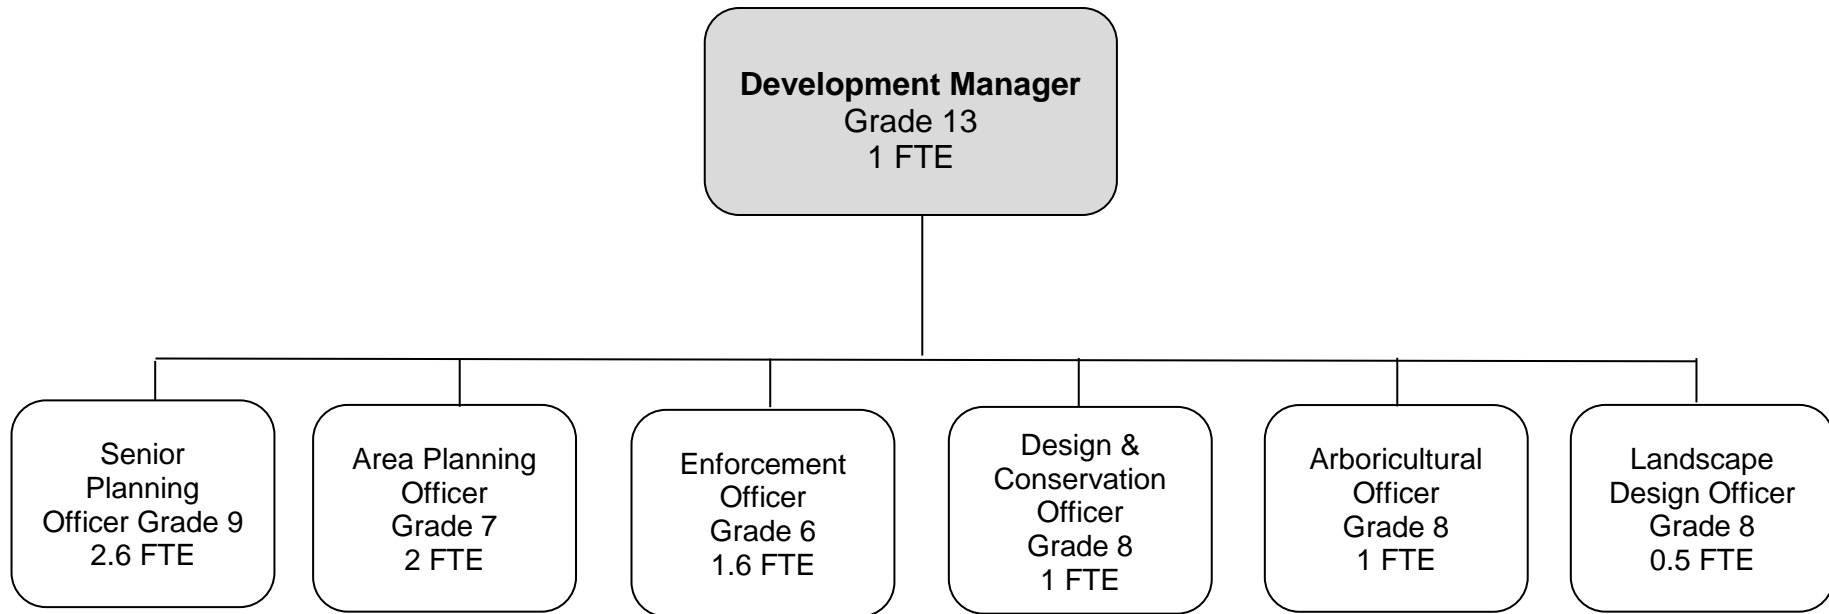 Development Manager
Grade 13
1 FTE
Senior
Planning
Officer Grade 9
2.6 FTE
Area Planning
Officer
Grade 7
2 FTE
Enforcement
Officer
Grade 6
1.6 FTE
Design &
Conservation
Officer
Grade 8
1 FTE
Arboricultural
Officer
Grade 8
1 FTE
Landscape
Design Officer
Grade 8
0.5 FTE